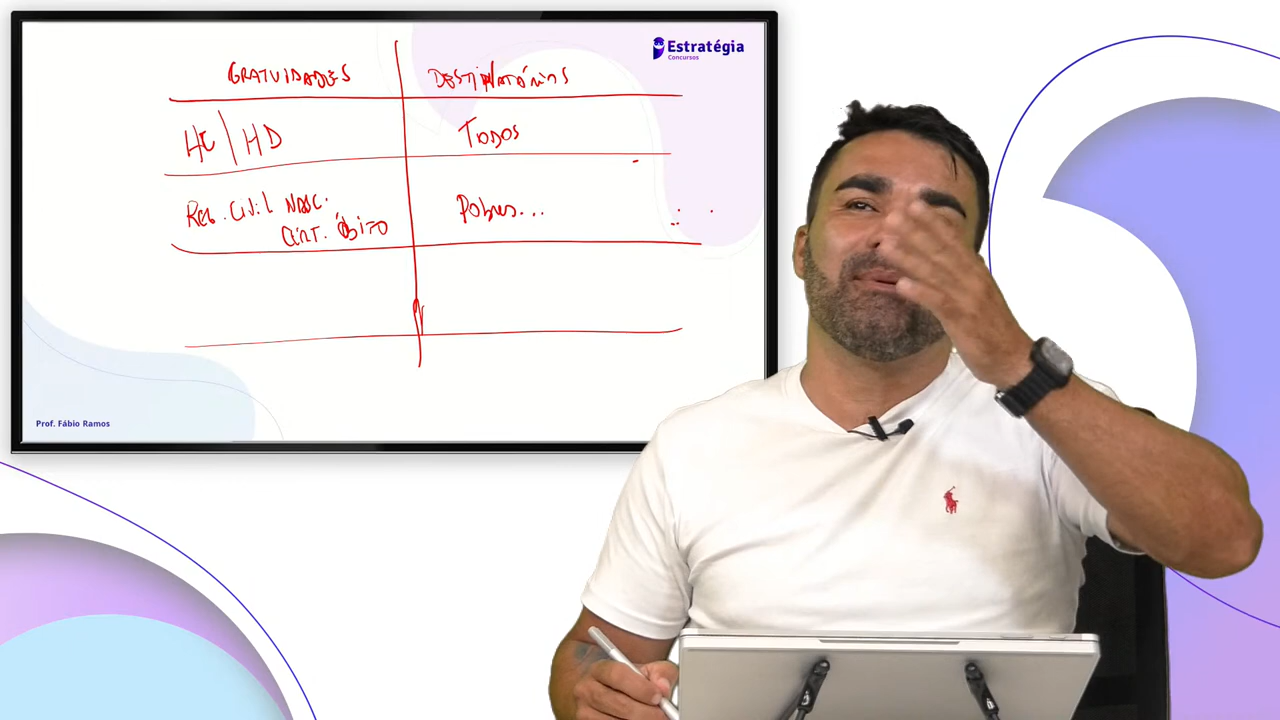 Estratégia
Concursos
GRATUIDADES DESTINATÁRIOS
HC | HD TODOS
REG. CIVIL NASC. Pobres...
CERT. ÓBITO
Prof. Fábio Ramos